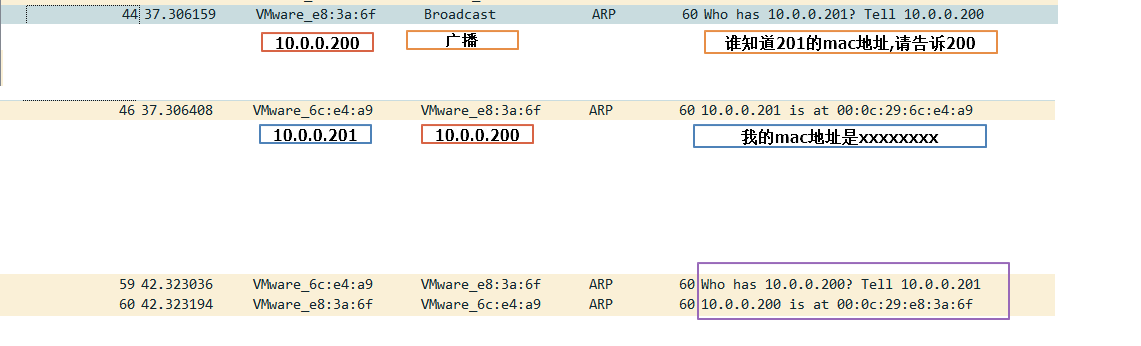 44 37.306159 VMware_e8:3a:6f Broadcast ARP 60 Who has 10.0.0.201? Tell 10.0.0.200
10.0.0.200 广播 谁知道201的mac地址,请告诉200
46 37.306408 VMware_6c:e4:a9 VMware_e8:3a:6f ARP 60 10.0.0.201 is at 00:0c:29:6c:e4:a9
10.0.0.201 10.0.0.200 我的mac地址是xxxxxxxx
59 42.323036 VMware_6c:e4:a9 VMware_e8:3a:6f ARP 60 Who has 10.0.0.200? Tell 10.0.0.201
60 42.323194 VMware_e8:3a:6f VMware_6c:e4:a9 ARP 60 10.0.0.200 is at 00:0c:29:e8:3a:6f